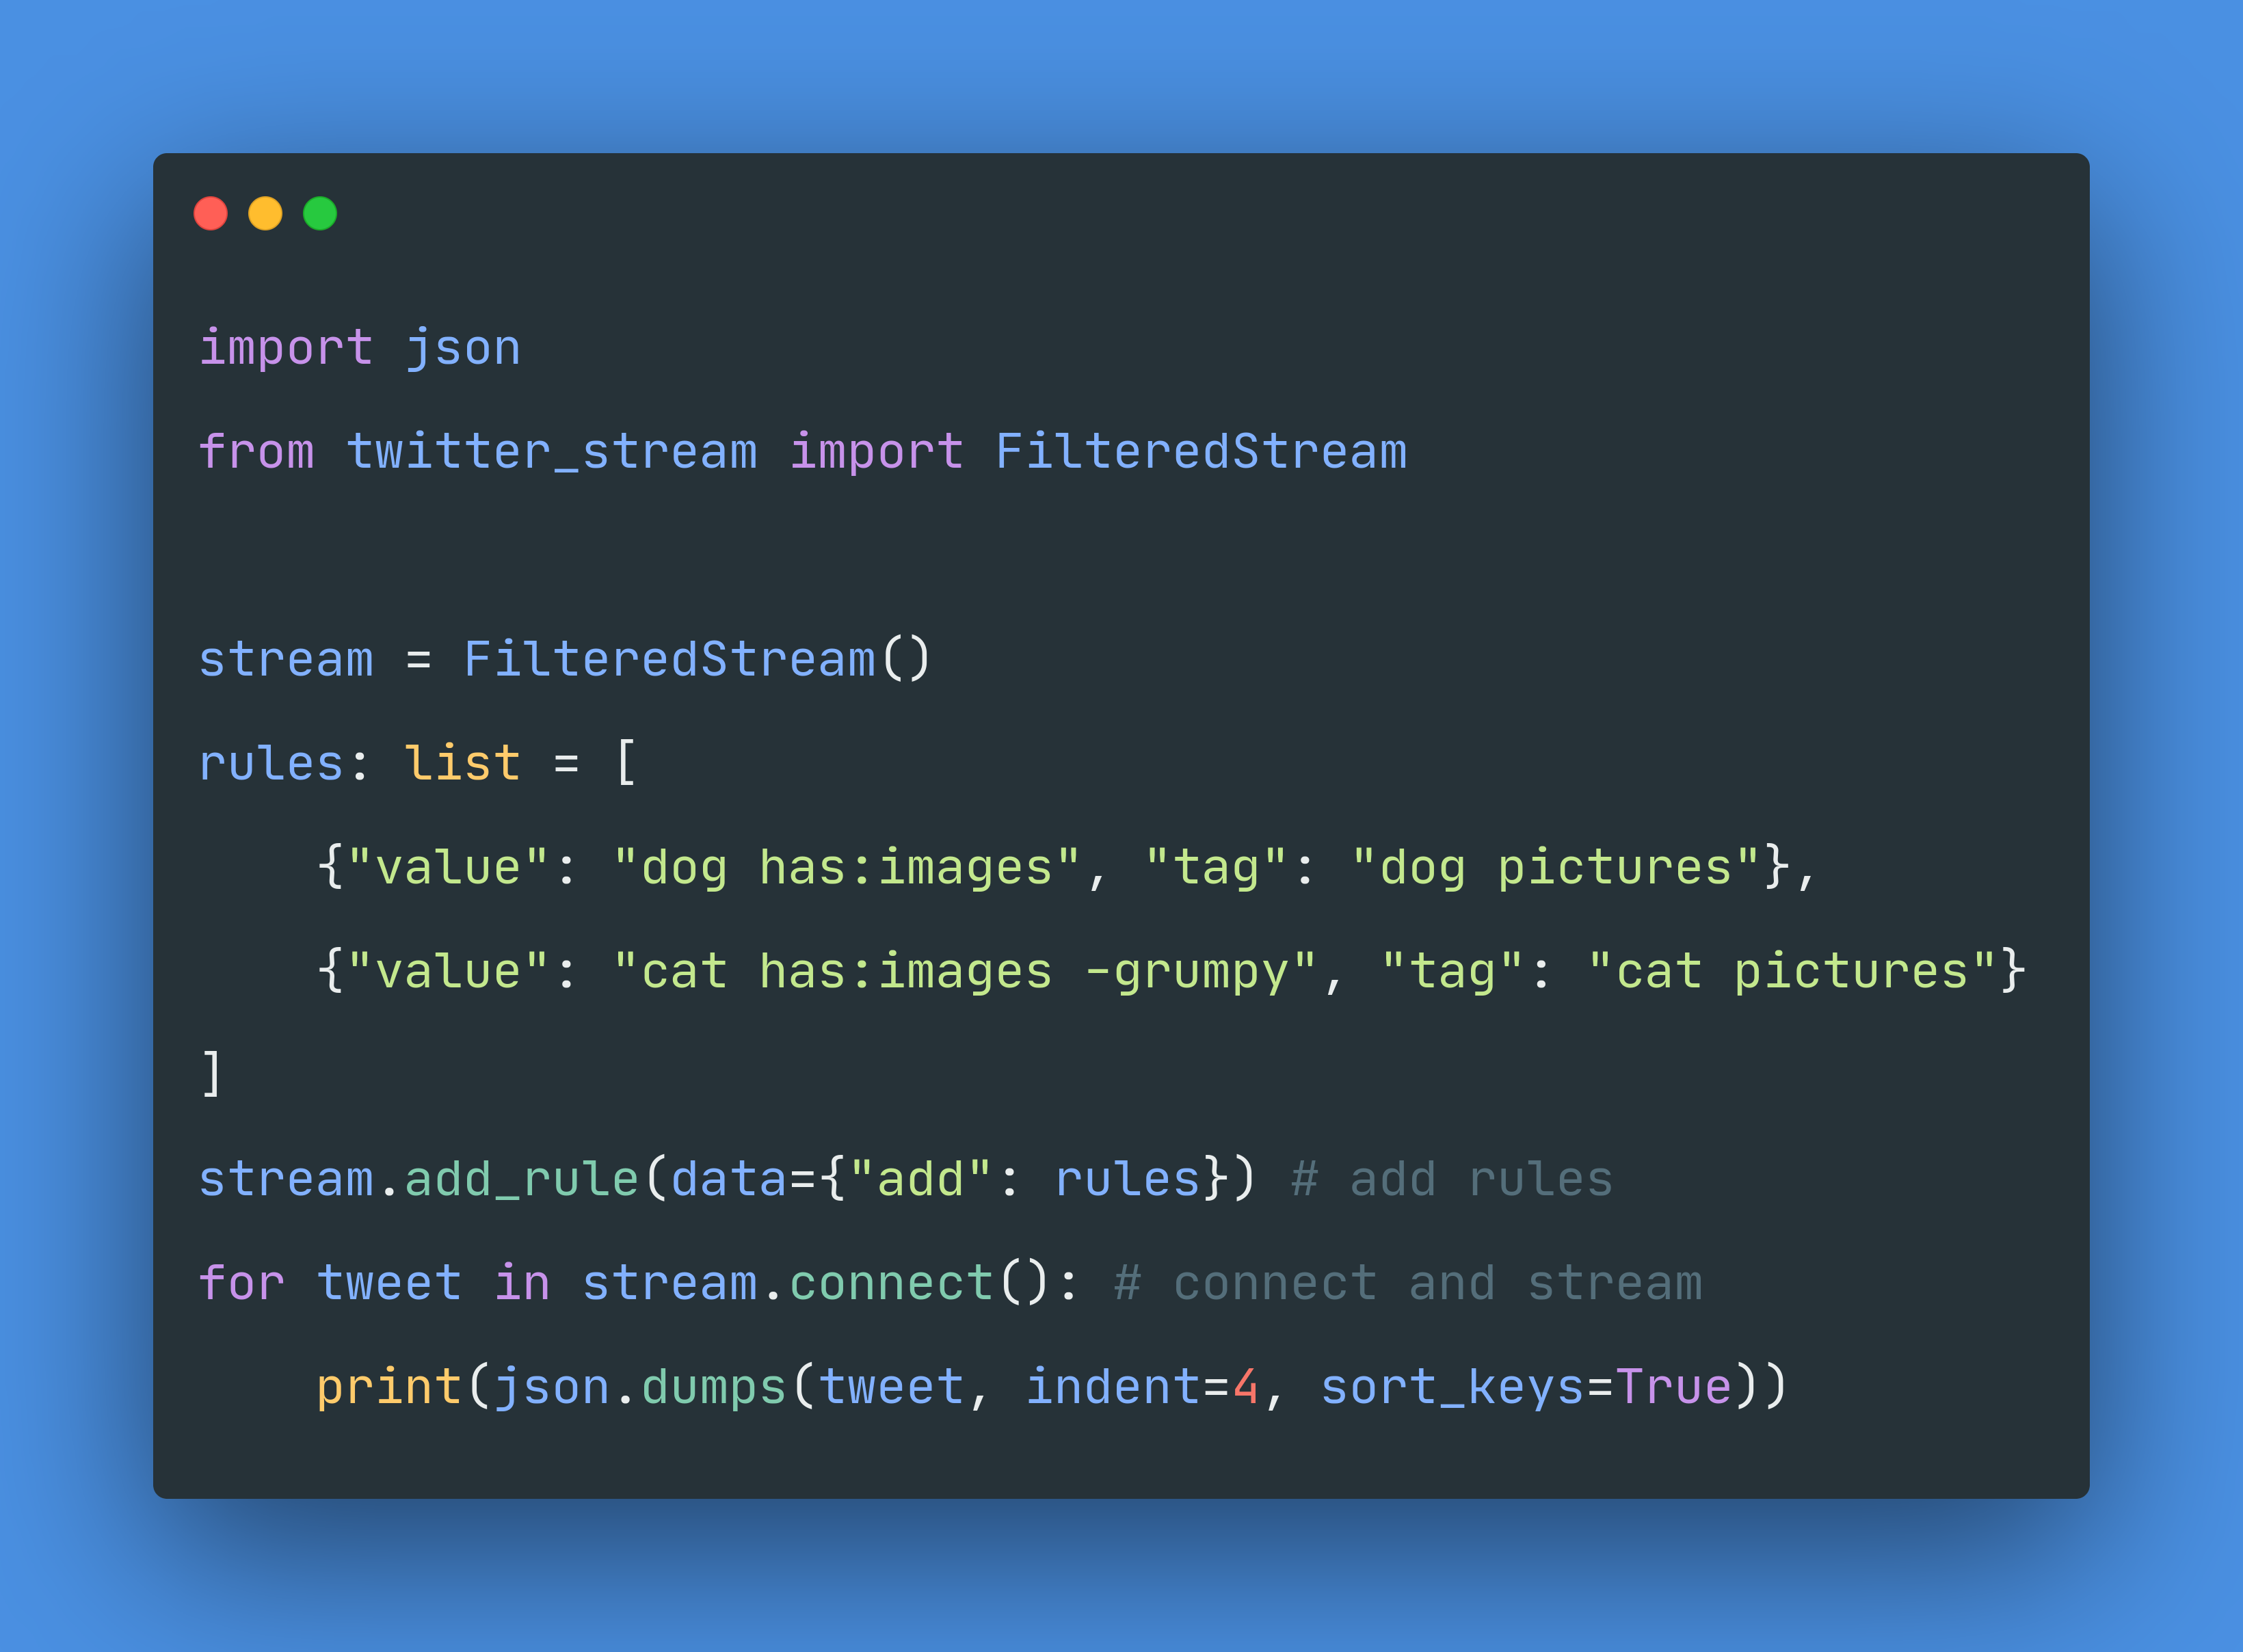 import json
from twitter_stream import FilteredStream

stream = FilteredStream()
rules: list = [
    {"value": "dog has:images", "tag": "dog pictures"},
    {"value": "cat has:images -grumpy", "tag": "cat pictures"}
]
stream.add_rule(data={"add": rules}) # add rules
for tweet in stream.connect(): # connect and stream
    print(json.dumps(tweet, indent=4, sort_keys=True))